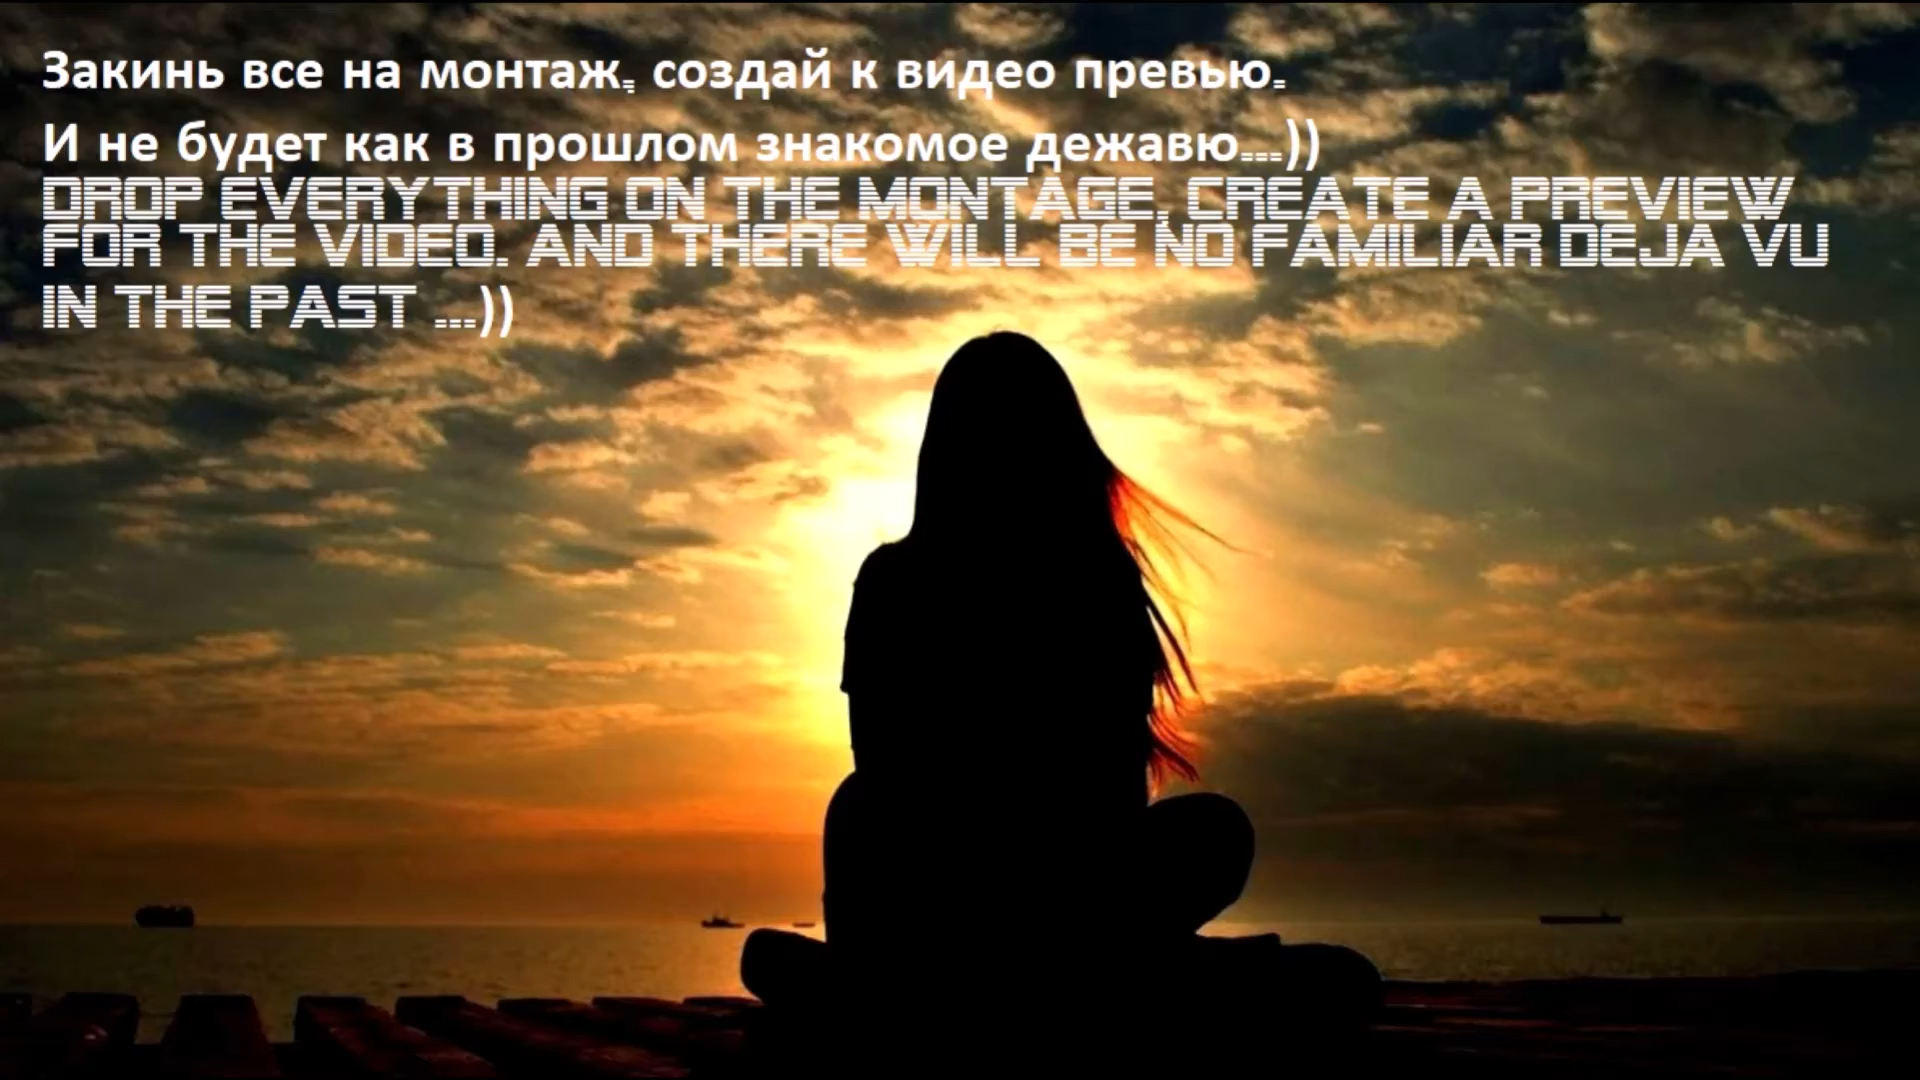 Закинь все на монтаж, создай к видео превью.
И не будет как в прошлом знакомое дежавю...))
DROP EVERYTHING ON THE MONTAGE, CREATE A PREVIEW
FOR THE VIDEO. AND THERE WILL BE NO FAMILIAR DEJA VU
IN THE PAST ...))